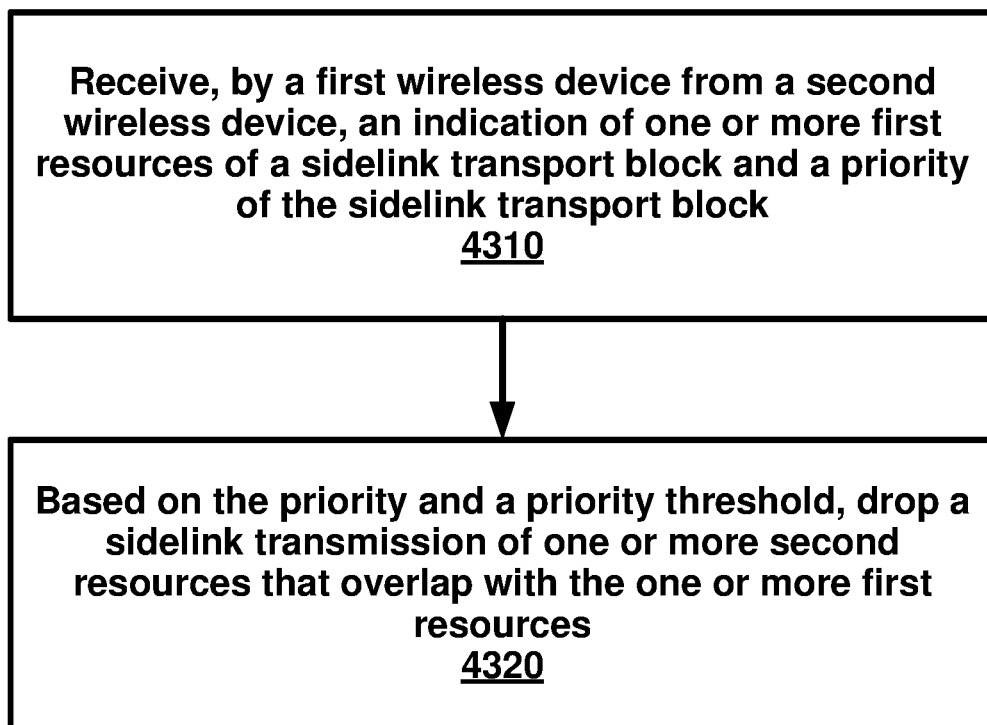 Receive, by a first wireless device from a second
wireless device, an indication of one or more first
resources of a sidelink transport block and a priority
of the sidelink transport block
4310
Based on the priority and a priority threshold, drop a
sidelink transmission of one or more second
resources that overlap with the one or more first
resources
4320